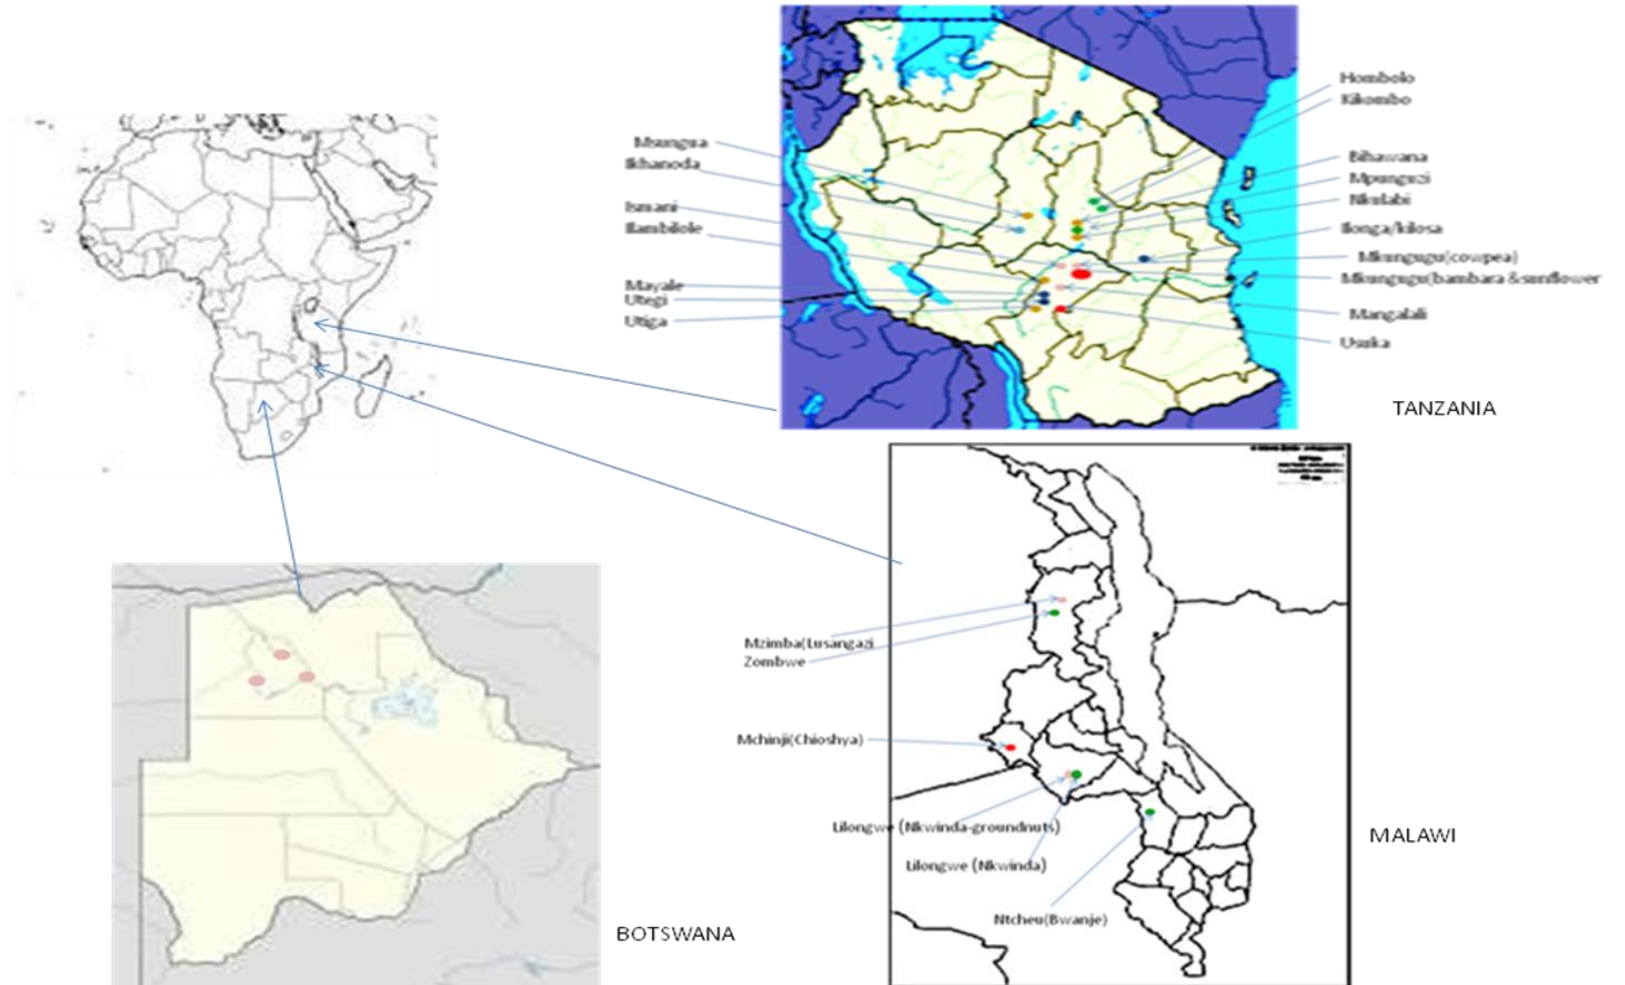 Hombolo
Kikombo
Msungua
Ikhanoda
Bihawana
Mpunguzi
Nkulabi
Ismani
Ilambilole
Ilonga/kilosa
Mkungugu(cowpea)
Mkungugu(bambara &sunflower
Mayale
Utegi
Utiga
Mangalali
Usuka
TANZANIA
Mzimba(Lusangazi
Zombwe
Mchinji(Chioshya)
Lilongwe (Nkwinda-groundnuts)
Lilongwe (Nkwinda)
Ntcheu(Bwanje)
MALAWI
BOTSWANA